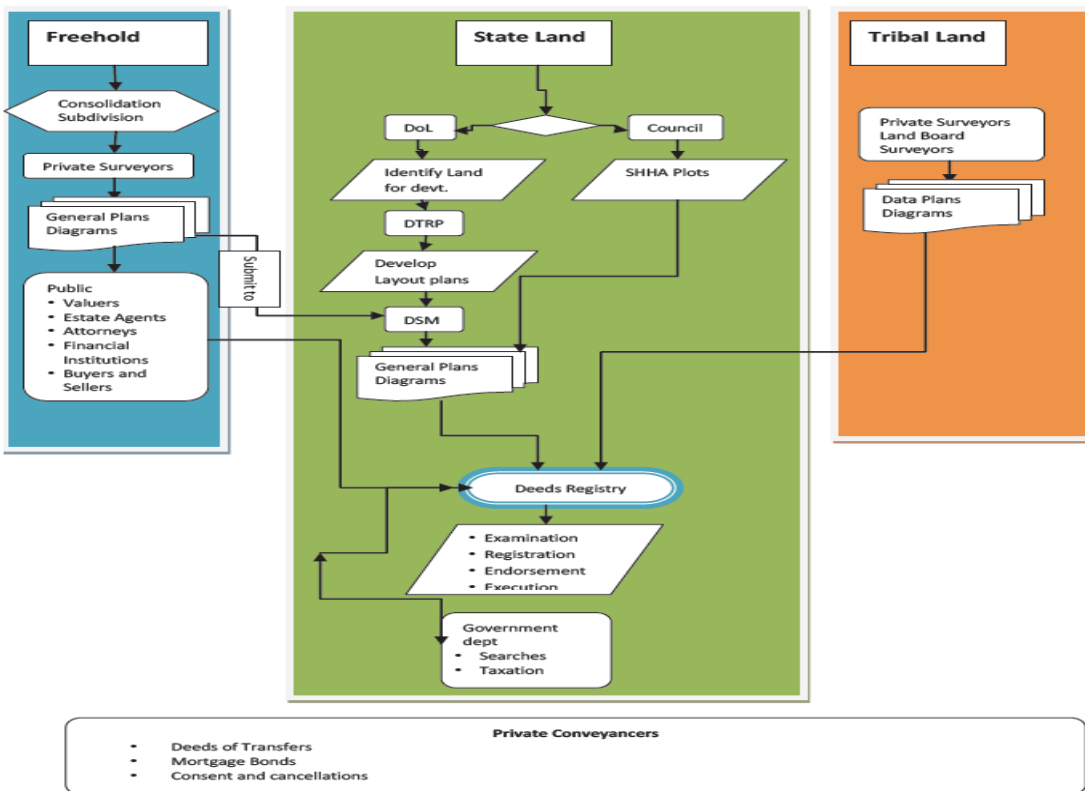 Freehold
Consolidation
Subdivision
Private Surveyors
General Plans
Diagrams
Submit to
Public
• Valuers
• Estate Agents
• Attorneys
• Financial
Institutions
• Buyers and
Sellers
State Land
DoL
Council
Identify Land
for devt.
SHHA Plots
DTRP
Develop
Layout plans
DSM
General Plans
Diagrams
Deeds Registry
• Examination
• Registration
• Endorsement
• Execution
Government
dept
• Searches
• Taxation
Tribal Land
Private Surveyors
Land Board
Surveyors
Data Plans
Diagrams
Private Conveyancers
• Deeds of Transfers
• Mortgage Bonds
• Consent and cancellations